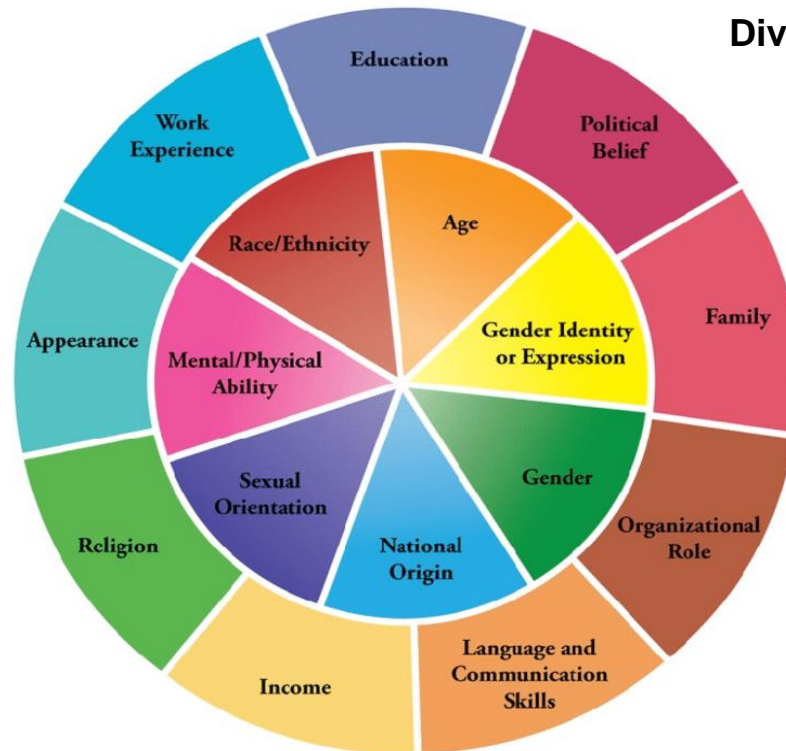 Div
Education
Political
Belief
Family
Organizational
Role
Language and
Communication
Skills
Income
Religion
Appearance
Work
Experience
Race/Ethnicity
Age
Gender Identity
or Expression
Gender
National
Origin
Sexual
Orientation
Mental/Physical
Ability